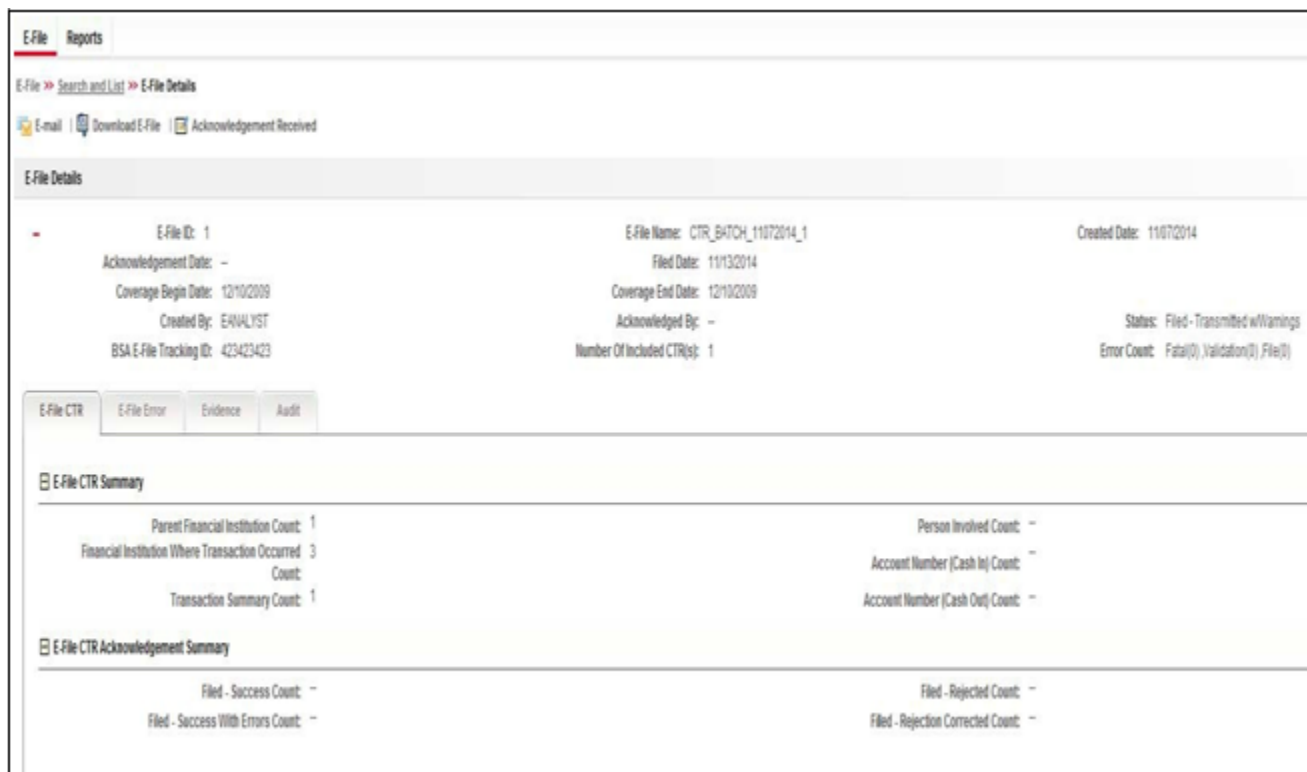 E-File Reports
E-File » Search and List » E-File Details
E-mail | Download E-File | Acknowledgement Received
E-File Details
E-File ID: 1 E-File Name: CTR_BATCH_11072014_1 Created Date: 11/07/2014
Acknowledgement Date: -- Filed Date: 11/13/2014
Coverage Begin Date: 12/10/2009 Coverage End Date: 12/10/2009
Created By: EANALYST Acknowledged By: -- Status: Filed - Transmitted w/Warnings
BSA E-File Tracking ID: 423423423 Number Of Included CTR(s): 1 Error Count: Fatal(0) ,Validation(0) ,File(0)
E-File CTR E-File Error Evidence Audit
E-File CTR Summary
Parent Financial Institution Count: 1 Person Involved Count: --
Financial Institution Where Transaction Occurred 3 Account Number (Cash In) Count: --
Count:
Transaction Summary Count: 1 Account Number (Cash Out) Count: --
E-File CTR Acknowledgement Summary
Filed - Success Count: -- Filed - Rejected Count: --
Filed - Success With Errors Count: -- Filed - Rejection Corrected Count: --